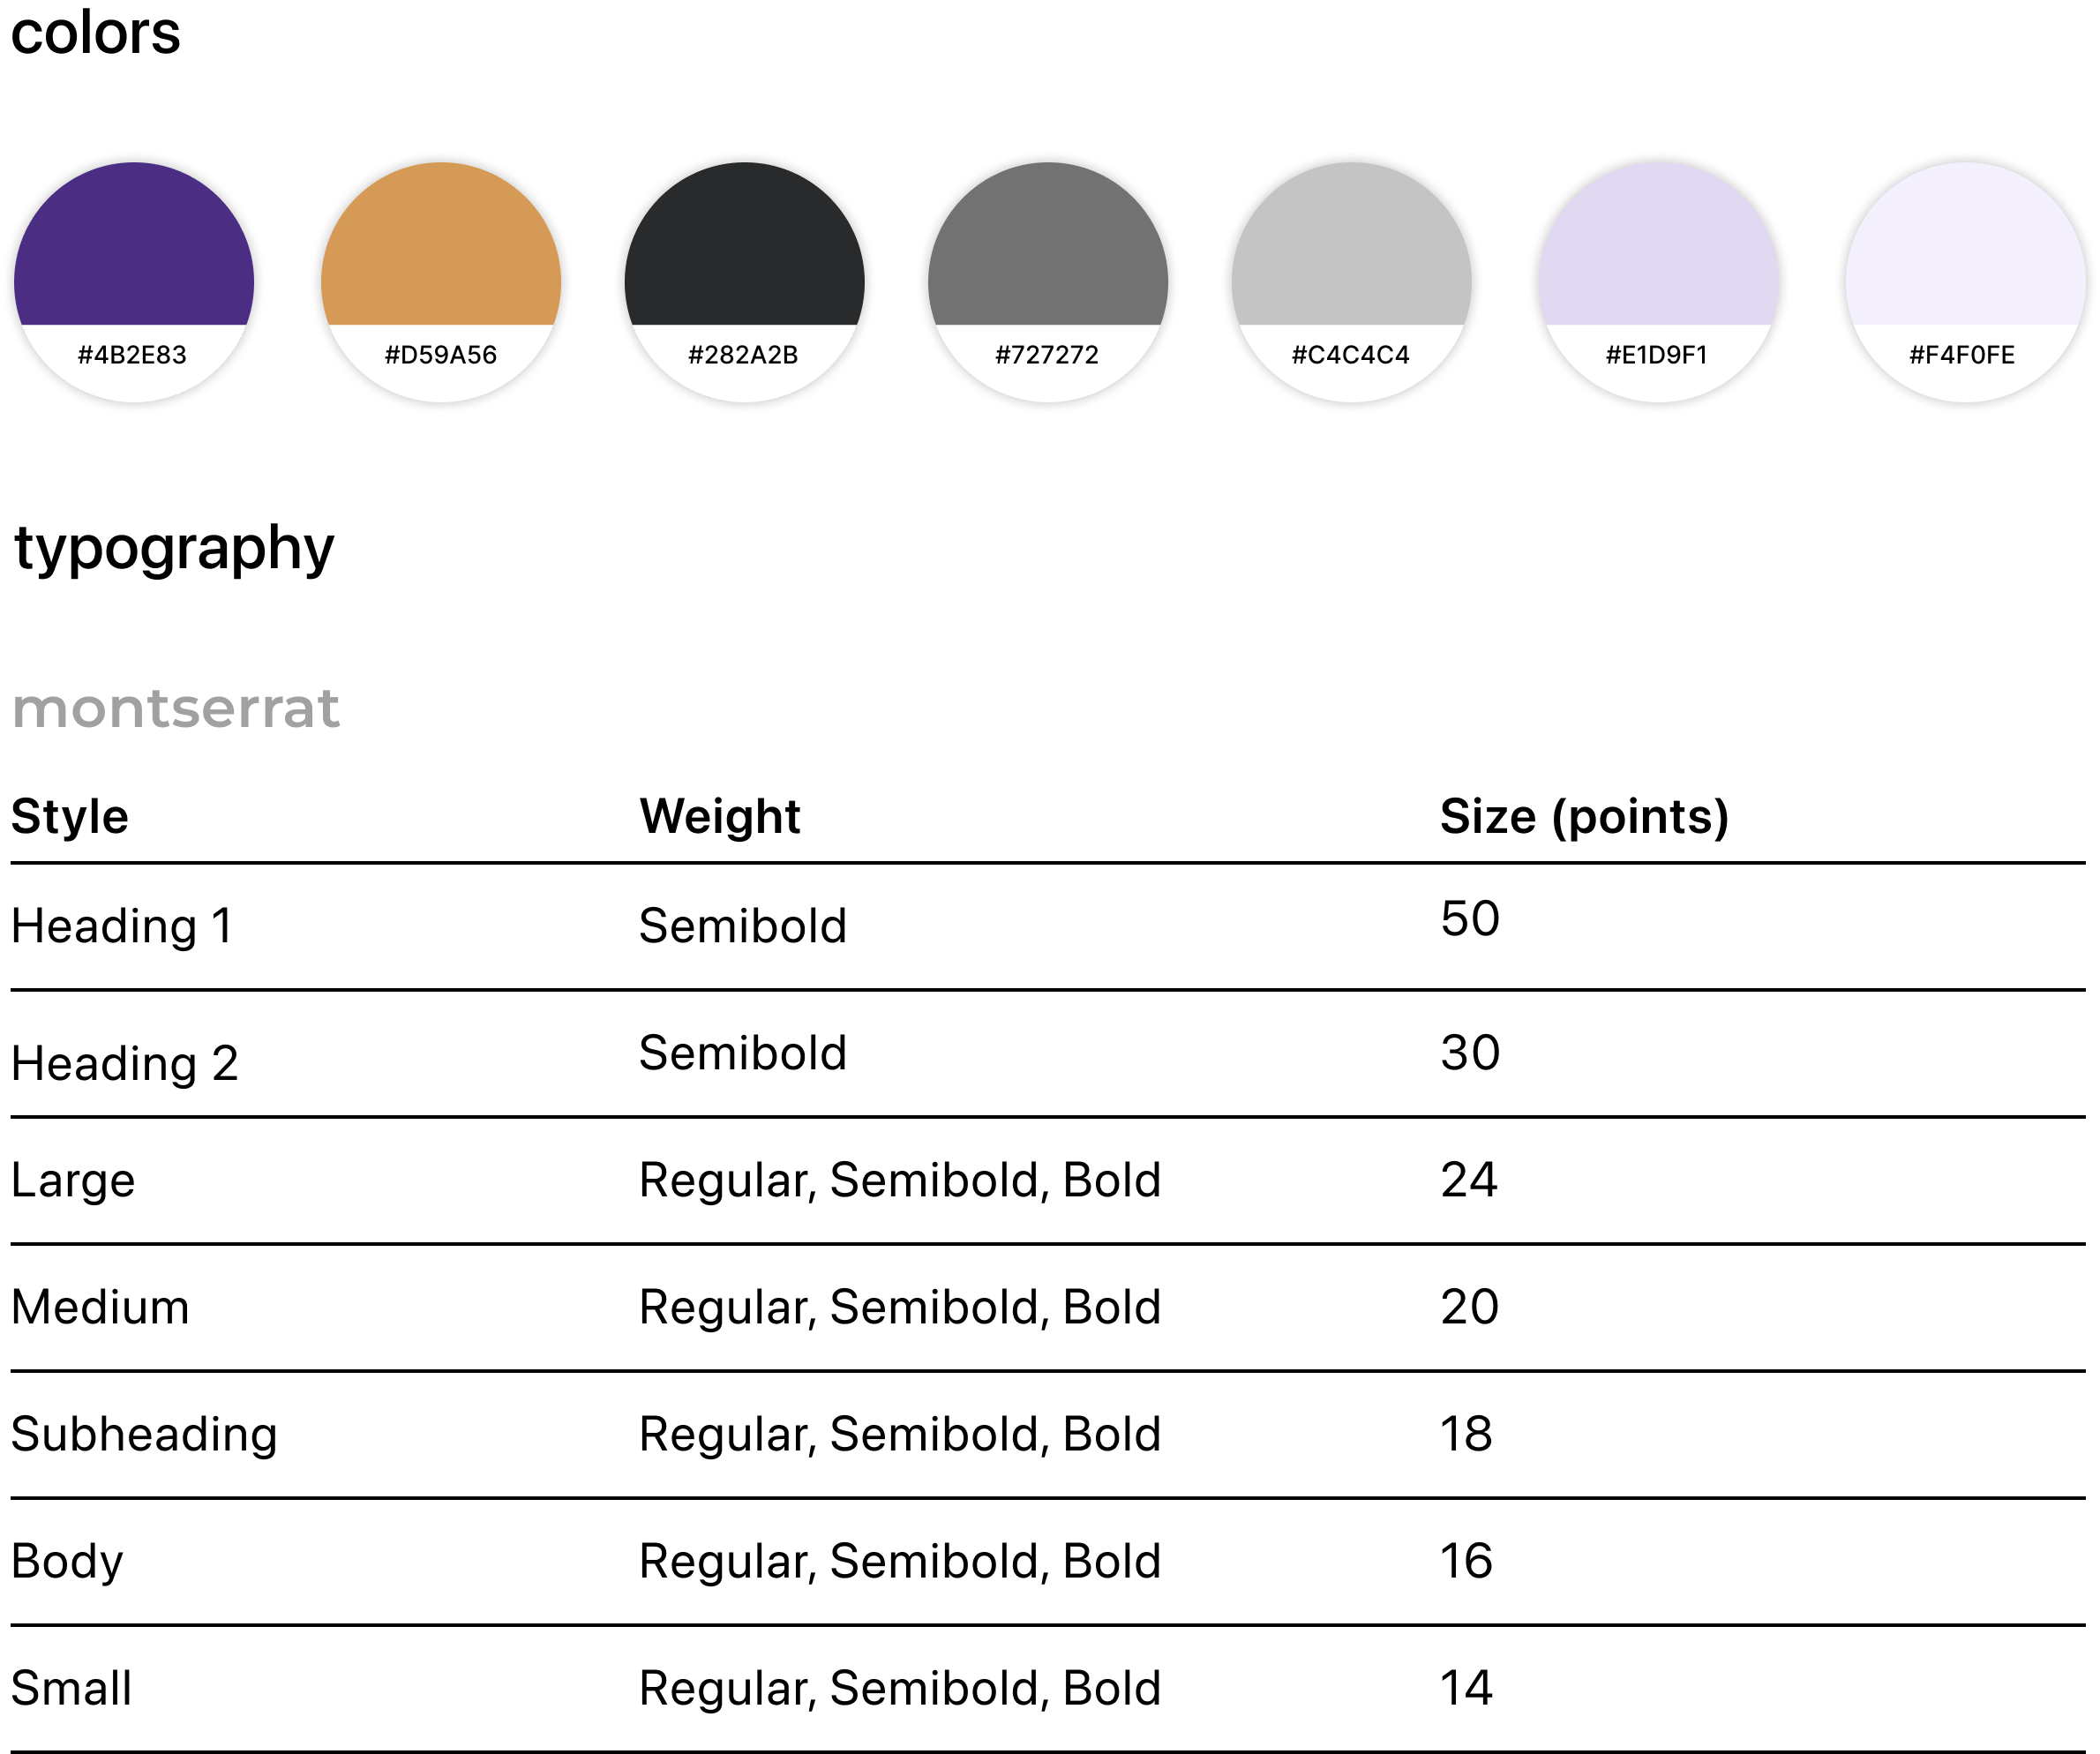 colors
#4B2E83 #D59A56 #282A2B #727272 #C4C4C4 #E1D9F1 #F4F0FE
typography
montserrat
Style Weight Size (points)
Heading 1 Semibold 50
Heading 2 Semibold 30
Large Regular, Semibold, Bold 24
Medium Regular, Semibold, Bold 20
Subheading Regular, Semibold, Bold 18
Body Regular, Semibold, Bold 16
Small Regular, Semibold, Bold 14